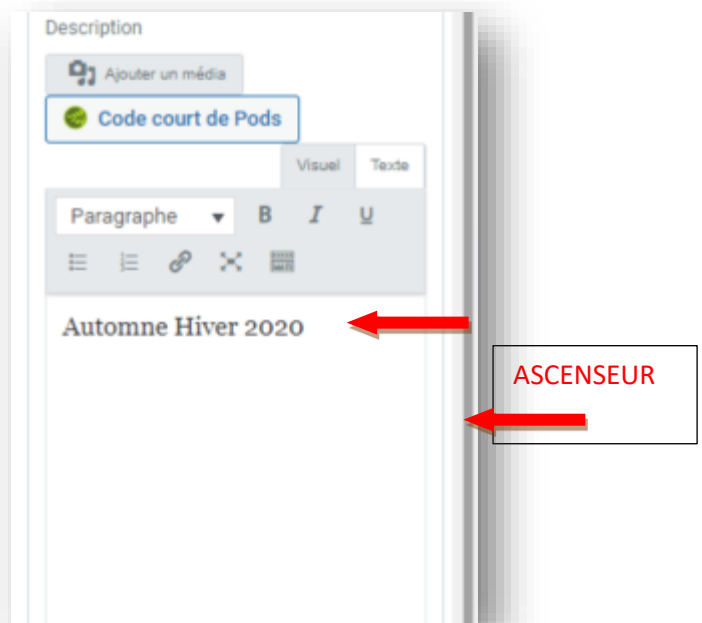 Description
Ajouter un média
Code court de Pods
Visuel Texte
Paragraphe B I U
Automne Hiver 2020
ASCENSEUR